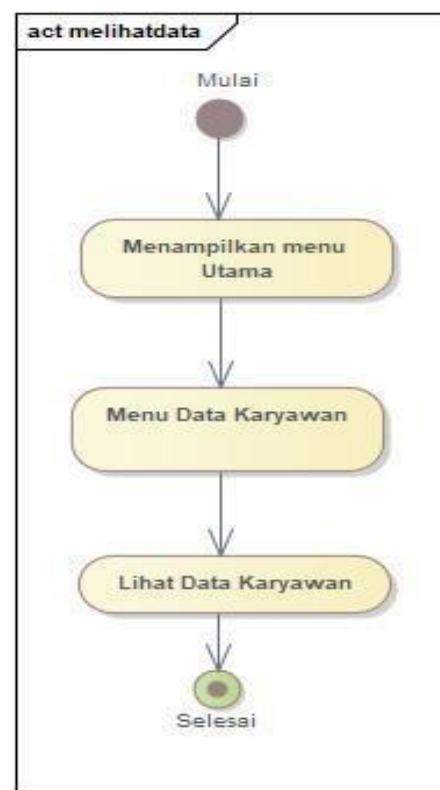 act melihatdata
Mulai
Menampilkan menu
Utama
Menu Data Karyawan
Lihat Data Karyawan
Selesai